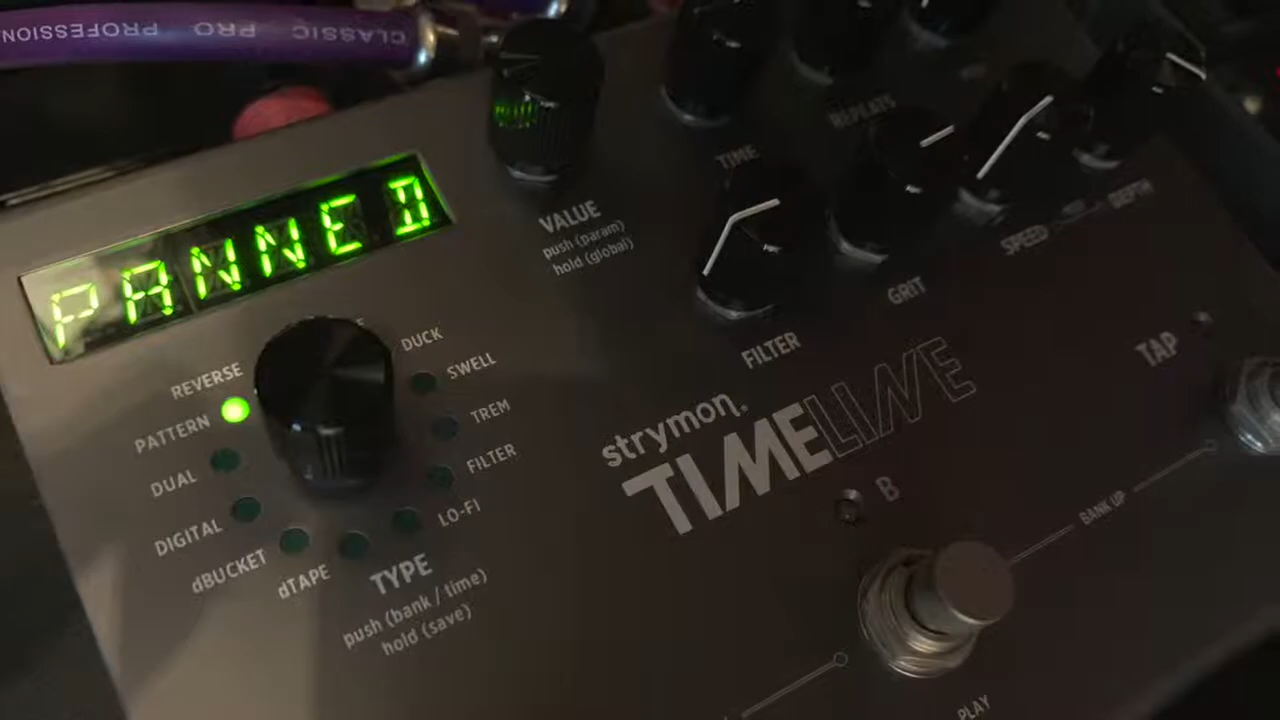 CLASSIC PRO PROFESSION
PANNED
VALUE
push (param)
hold (global)
TIME
REPEATS
FILTER
GRIT
SPEED
DEPTH
TAP
REVERSE
PATTERN
DUAL
DIGITAL
dBUCKET
dTAPE
DUCK
SWELL
TREM
FILTER
LO-FI
TYPE
push (bank / time)
hold (save)
strymon.
TIMELINE
B
BANK UP
PLAY